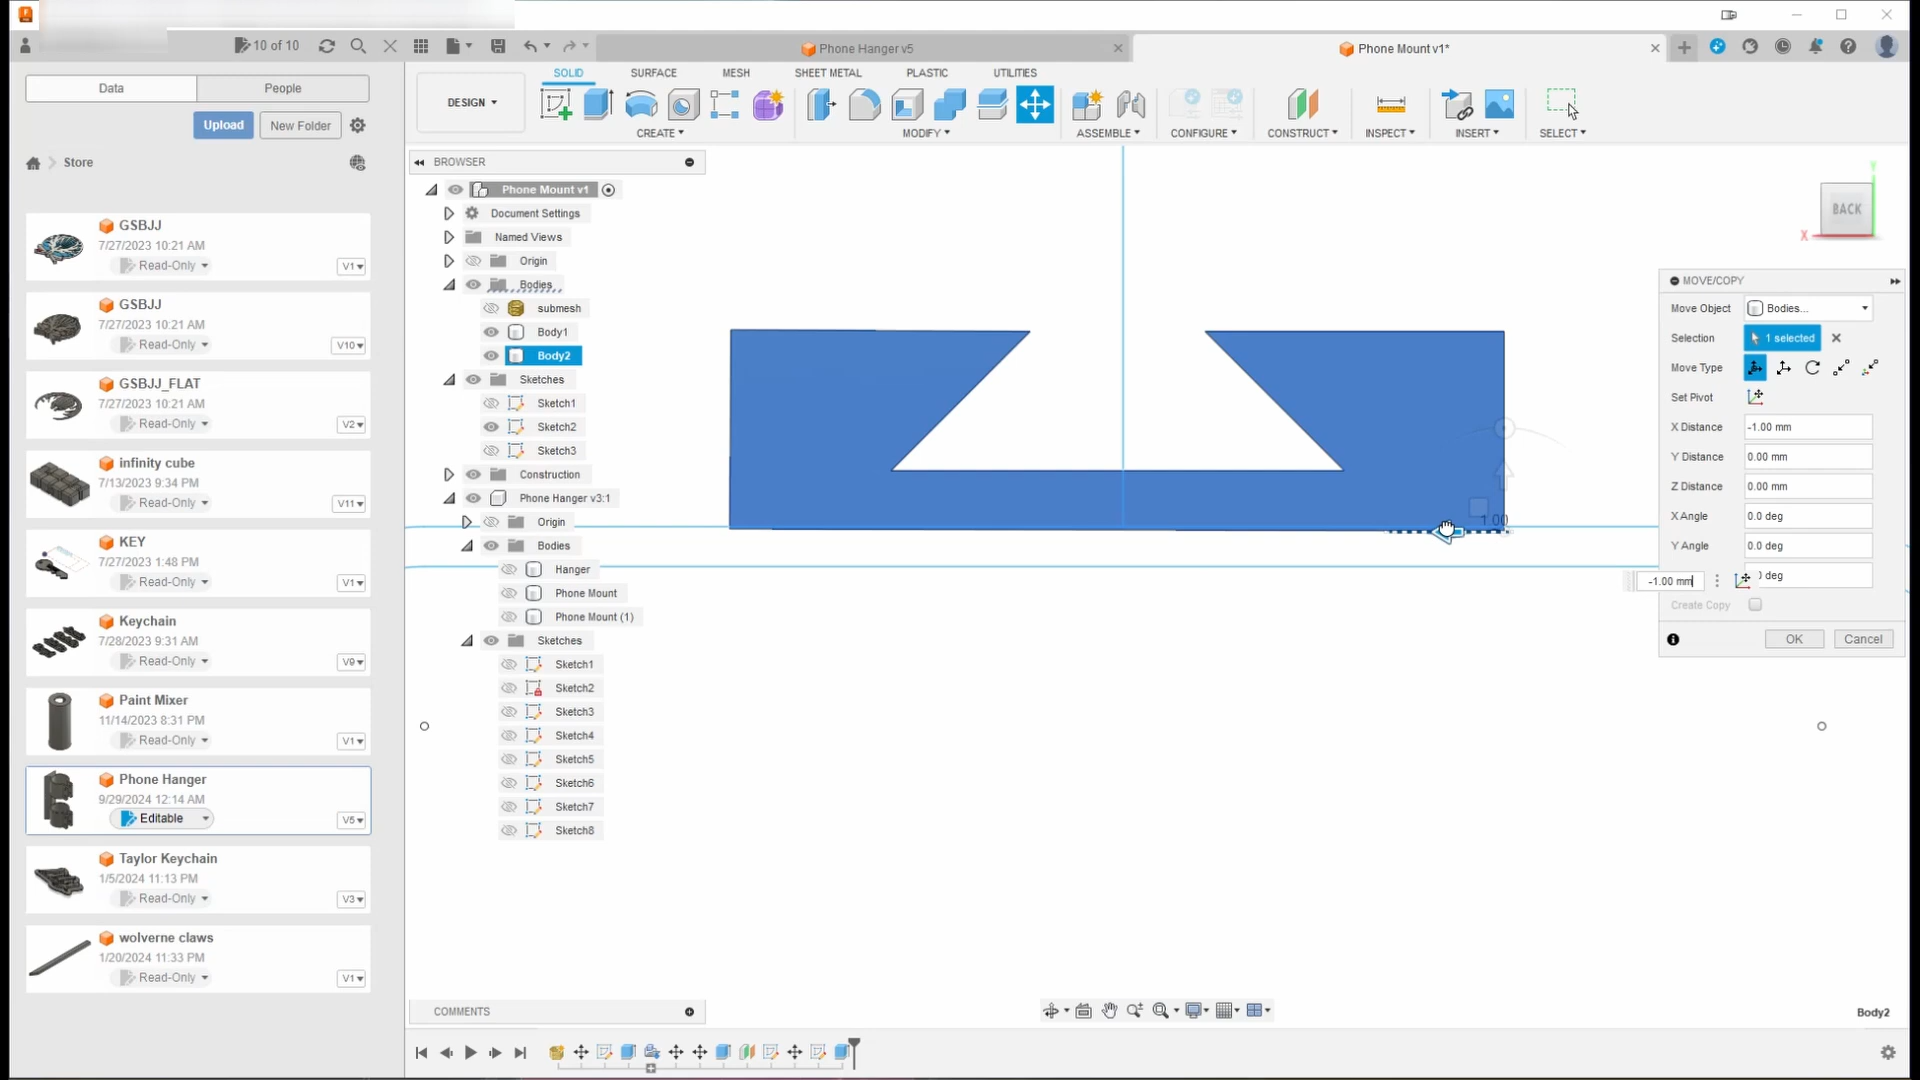 10 of 10
Phone Hanger v5
Phone Mount v1*
Data
People
Upload
New Folder
Store
GSBJJ
7/27/2023 10:21 AM
Read-Only
V1
GSBJJ
7/27/2023 10:21 AM
Read-Only
V10
GSBJJ_FLAT
7/27/2023 10:21 AM
Read-Only
V2
infinity cube
7/13/2023 9:34 PM
Read-Only
V11
KEY
7/27/2023 1:48 PM
Read-Only
V1
Keychain
7/28/2023 9:31 AM
Read-Only
V9
Paint Mixer
11/14/2023 8:31 PM
Read-Only
V1
Phone Hanger
9/29/2024 12:14 AM
Editable
V5
Taylor Keychain
1/5/2024 11:13 PM
Read-Only
V3
wolverne claws
1/20/2024 11:33 PM
Read-Only
V1
DESIGN
SOLID
SURFACE
MESH
SHEET METAL
PLASTIC
UTILITIES
CREATE
MODIFY
ASSEMBLE
CONFIGURE
CONSTRUCT
INSPECT
INSERT
SELECT
BROWSER
Phone Mount v1
Document Settings
Named Views
Origin
Bodies
submesh
Body1
Body2
Sketches
Sketch1
Sketch2
Sketch3
Construction
Phone Hanger v3:1
Origin
Bodies
Hanger
Phone Mount
Phone Mount (1)
Sketches
Sketch1
Sketch2
Sketch3
Sketch4
Sketch5
Sketch6
Sketch7
Sketch8
COMMENTS
Y
BACK
X
1.00
MOVE/COPY
Move Object
Bodies...
Selection
1 selected
Move Type
Set Pivot
X Distance
-1.00 mm
Y Distance
0.00 mm
Z Distance
0.00 mm
X Angle
0.0 deg
Y Angle
0.0 deg
-1.00 mm
deg
Create Copy
OK
Cancel
Body2